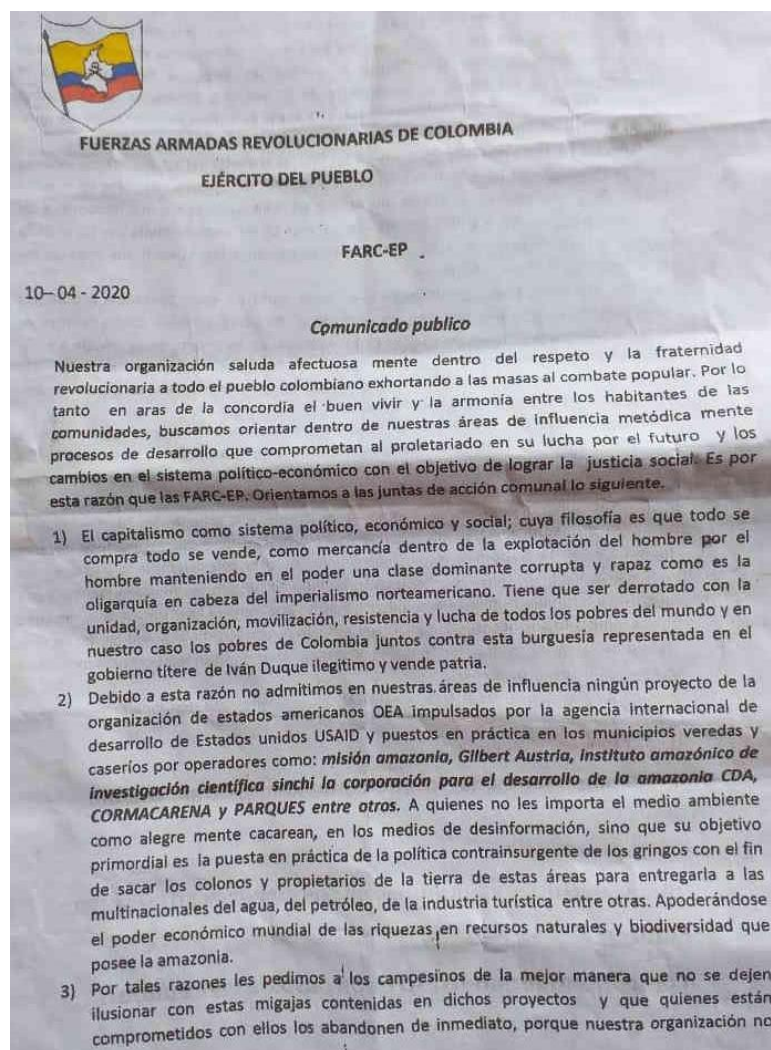 FUERZAS ARMADAS REVOLUCIONARIAS DE COLOMBIA
EJÉRCITO DEL PUEBLO
FARC-EP
10-04 - 2020
Comunicado publico
Nuestra organización saluda afectuosa mente dentro del respeto y la fraternidad
revolucionaria a todo el pueblo colombiano exhortando a las masas al combate popular. Por lo
tanto en aras de la concordia el buen vivir y la armonía entre los habitantes de las
comunidades, buscamos orientar dentro de nuestras áreas de influencia metódica mente
procesos de desarrollo que comprometan al proletariado en su lucha por el futuro y los
cambios en el sistema político-económico con el objetivo de lograr la justicia social. Es por
esta razón que las FARC-EP. Orientamos a las juntas de acción comunal lo siguiente.
1) El capitalismo como sistema político, económico y social; cuya filosofía es que todo se
compra todo se vende, como mercancía dentro de la explotación del hombre por el
hombre manteniendo en el poder una clase dominante corrupta y rapaz como es la
oligarquía en cabeza del imperialismo norteamericano. Tiene que ser derrotado con la
unidad, organización, movilización, resistencia y lucha de todos los pobres del mundo y en
nuestro caso los pobres de Colombia juntos contra esta burguesía representada en el
gobierno títere de Iván Duque ilegitimo y vende patria.
2) Debido a esta razón no admitimos en nuestras áreas de influencia ningún proyecto de la
organización de estados americanos OEA impulsados por la agencia internacional de
desarrollo de Estados unidos USAID y puestos en práctica en los municipios veredas y
caseríos por operadores como: misión amazonia, Gilbert Austria, instituto amazónico de
investigación científica sinchi la corporación para el desarrollo de la amazonia CDA,
CORMACARENA y PARQUES entre otros. A quienes no les importa el medio ambiente
como alegre mente cacarean, en los medios de desinformación, sino que su objetivo
primordial es la puesta en práctica de la política contrainsurgente de los gringos con el fin
de sacar los colonos y propietarios de la tierra de estas áreas para entregarla a las
multinacionales del agua, del petróleo, de la industria turística entre otras. Apoderándose
el poder económico mundial de las riquezas en recursos naturales y biodiversidad que
posee la amazonia.
3) Por tales razones les pedimos a los campesinos de la mejor manera que no se dejen
ilusionar con estas migajas contenidas en dichos proyectos y que quienes están
comprometidos con ellos los abandonen de inmediato, porque nuestra organización no